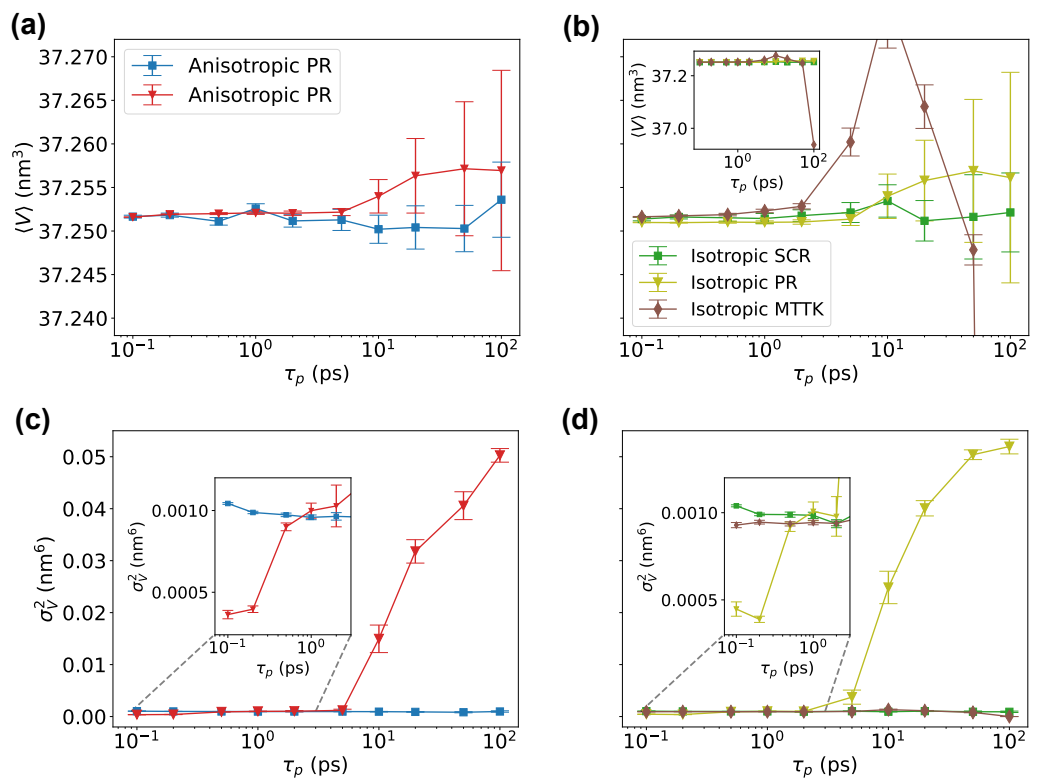 (a)
37.270
37.265
37.260
37.255
37.250
37.245
37.240
⟨V⟩ (nm³)
Anisotropic PR
Anisotropic PR
10⁻¹ 10⁰ 10¹ 10²
τₚ (ps)
(b)
37.2
37.0
⟨V⟩ (nm³)
10⁰ 10²
τₚ (ps)
Isotropic SCR
Isotropic PR
Isotropic MTTK
10⁻¹ 10⁰ 10¹ 10²
τₚ (ps)
(c)
0.05
0.04
0.03
0.02
0.01
0.00
σ²_V (nm⁶)
0.0010
0.0005
σ²_V (nm⁶)
10⁻¹ 10⁰
τₚ (ps)
10⁻¹ 10⁰ 10¹ 10²
τₚ (ps)
(d)
0.0010
0.0005
σ²_V (nm⁶)
10⁻¹ 10⁰
τₚ (ps)
10⁻¹ 10⁰ 10¹ 10²
τₚ (ps)